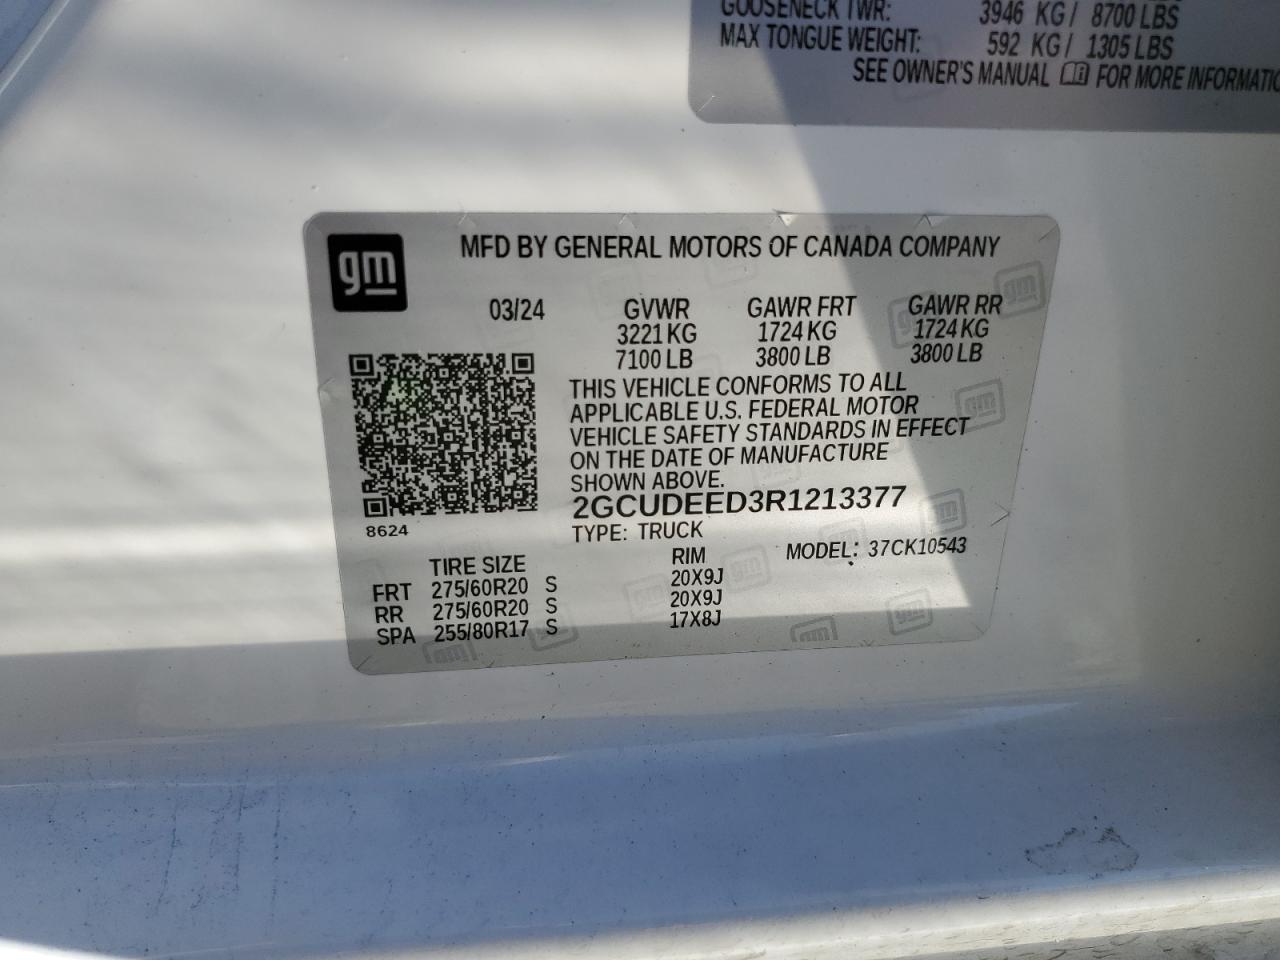 GOOSENECK TWR: 3946 KG / 8700 LBS
MAX TONGUE WEIGHT: 592 KG / 1305 LBS
SEE OWNER'S MANUAL FOR MORE INFORMATIO
gm
MFD BY GENERAL MOTORS OF CANADA COMPANY
03/24 GVWR GAWR FRT GAWR RR
3221 KG 1724 KG 1724 KG
7100 LB 3800 LB 3800 LB
THIS VEHICLE CONFORMS TO ALL
APPLICABLE U.S. FEDERAL MOTOR
VEHICLE SAFETY STANDARDS IN EFFECT
ON THE DATE OF MANUFACTURE
SHOWN ABOVE.
2GCUDEED3R1213377
8624
TYPE: TRUCK
MODEL: 37CK10543
TIRE SIZE RIM
FRT 275/60R20 S 20X9J
RR 275/60R20 S 20X9J
SPA 255/80R17 S 17X8J